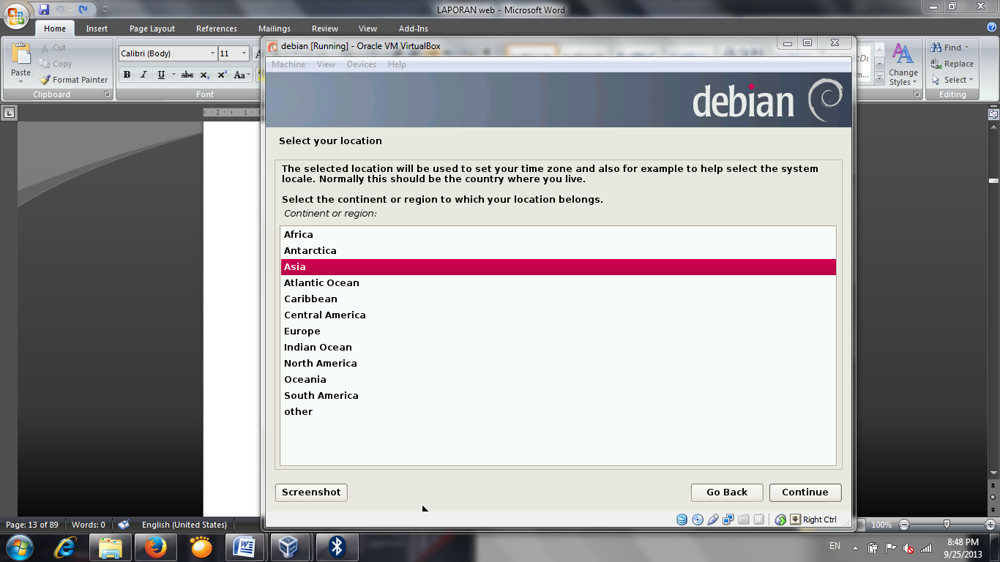 LAPORAN web - Microsoft Word
Home Insert Page Layout References Mailings Review View Add-Ins
Paste
Cut
Copy
Format Painter
Clipboard
Calibri (Body) 11
B I U abc x₂ x² Aa
Font
Change
Styles
Find
Replace
Select
Editing
2 1
debian [Running] - Oracle VM VirtualBox
Machine View Devices Help
debian
Select your location
The selected location will be used to set your time zone and also for example to help select the system
locale. Normally this should be the country where you live.
Select the continent or region to which your location belongs.
Continent or region:
Africa
Antarctica
Asia
Atlantic Ocean
Caribbean
Central America
Europe
Indian Ocean
North America
Oceania
South America
other
Screenshot Go Back Continue
Right Ctrl
Page: 13 of 89 Words: 0 English (United States) 100%
EN 8:48 PM
9/25/2013